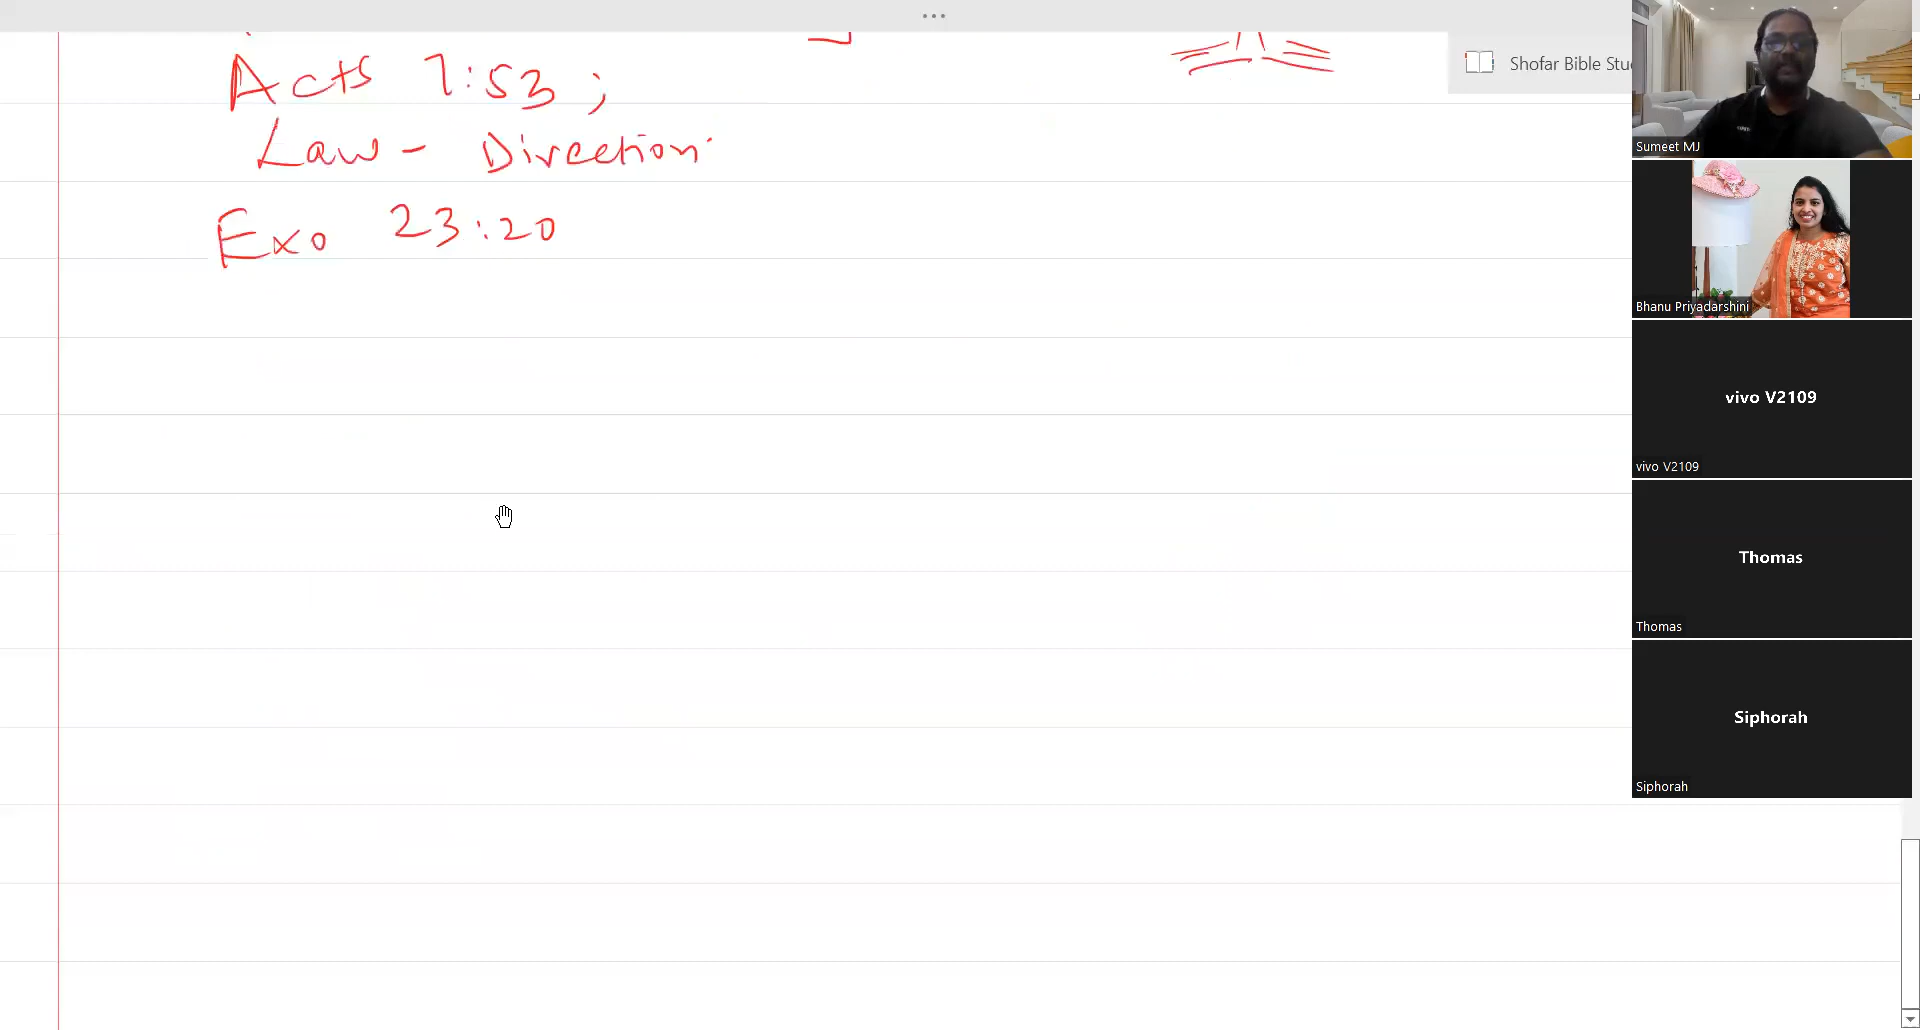 Acts 7:53 ;
Law - Direction
Exo 23:20
Shofar Bible Stu
Sumeet MJ
Bhanu Priyadarshini
vivo V2109
vivo V2109
Thomas
Thomas
Siphorah
Siphorah